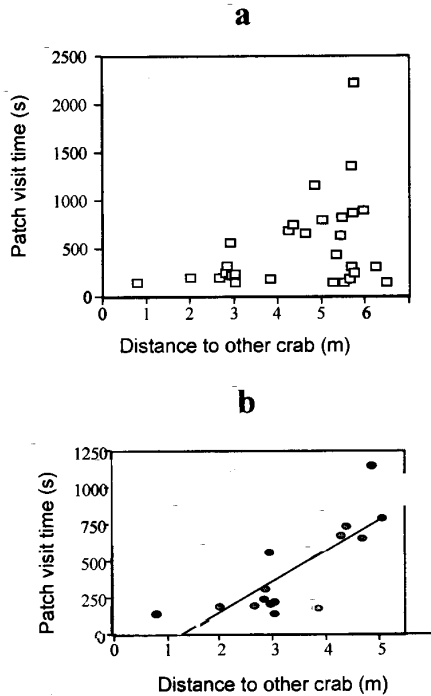 a
2500
2000
1500
1000
500
0
0 1 2 3 4 5 6
Patch visit time (s)
Distance to other crab (m)
b
1250
1000
750
500
250
0
0 1 2 3 4 5
Patch visit time (s)
Distance to other crab (m)